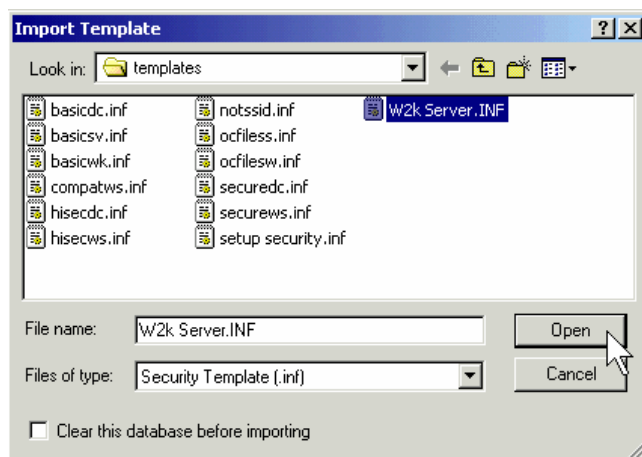 Import Template
Look in: templates
basicdc.inf notssid.inf W2k Server.INF
basicsv.inf ocfiless.inf
basicwk.inf ocfilesw.inf
compatws.inf securedc.inf
hisecdc.inf securews.inf
hisecws.inf setup security.inf
File name: W2k Server.INF Open
Files of type: Security Template (.inf) Cancel
Clear this database before importing